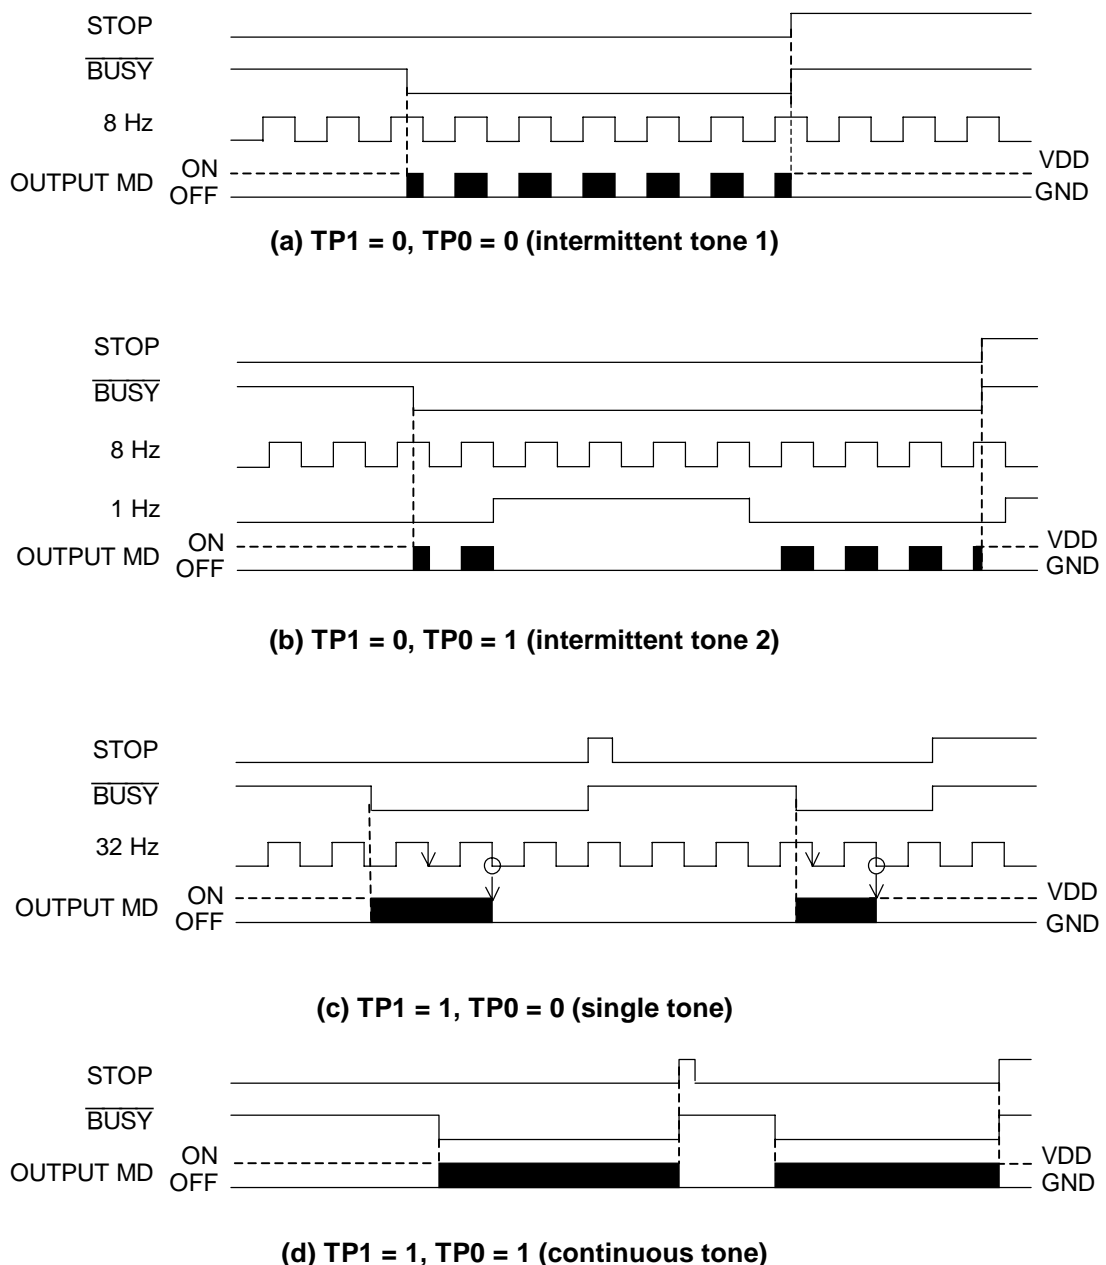 STOP
BUSY
8 Hz
ON
VDD
OUTPUT MD
OFF
GND
(a) TP1 = 0, TP0 = 0 (intermittent tone 1)
STOP
BUSY
8 Hz
1 Hz
ON
VDD
OUTPUT MD
OFF
GND
(b) TP1 = 0, TP0 = 1 (intermittent tone 2)
STOP
BUSY
32 Hz
ON
VDD
OUTPUT MD
OFF
GND
(c) TP1 = 1, TP0 = 0 (single tone)
STOP
BUSY
ON
VDD
OUTPUT MD
OFF
GND
(d) TP1 = 1, TP0 = 1 (continuous tone)